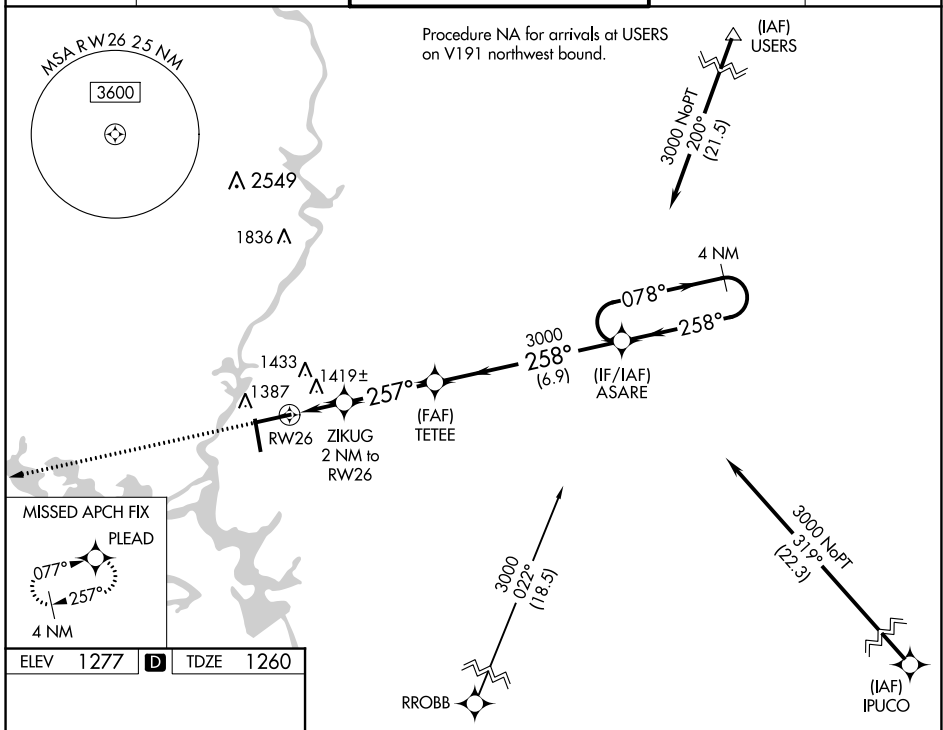 MSA RW26 25 NM
3600
Procedure NA for arrivals at USERS
on V191 northwest bound.
(IAF)
USERS
3000 NoPT
200°
(21.5)
2549
1836
4 NM
078°
258°
3000
258°
(6.9)
(IF/IAF)
ASARE
1433
1419±
1387
257°
(FAF)
TETEE
RW26
ZIKUG
2 NM to
RW26
MISSED APCH FIX
PLEAD
077°
257°
4 NM
3000
022°
(18.5)
RROBB
3000 NoPT
319°
(22.3)
(IAF)
IPUCO
ELEV 1277 D TDZE 1260